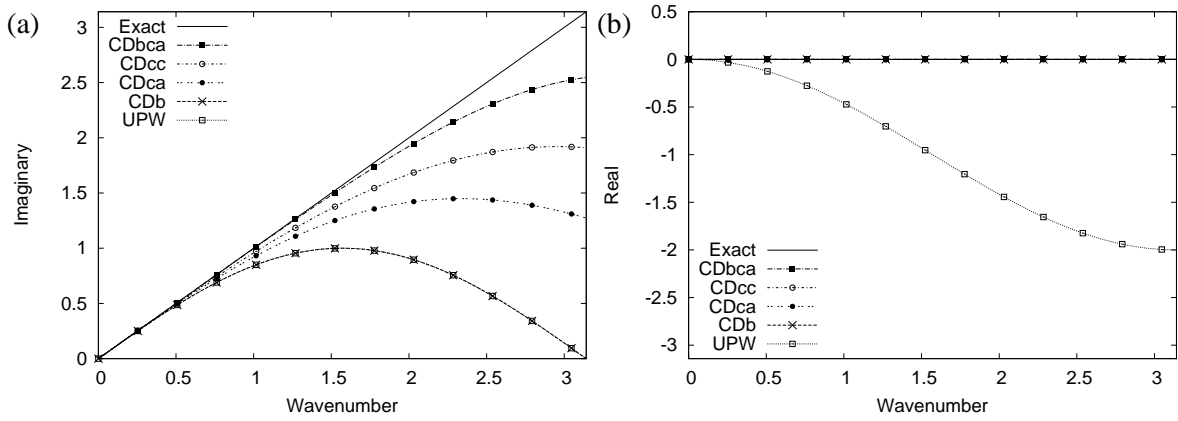 (a)
Imaginary
3
2.5
2
1.5
1
0.5
0
Exact
CDbca
CDcc
CDca
CDb
UPW
0 0.5 1 1.5 2 2.5 3
Wavenumber
(b)
Real
0.5
0
-0.5
-1
-1.5
-2
-2.5
-3
Exact
CDbca
CDcc
CDca
CDb
UPW
0 0.5 1 1.5 2 2.5 3
Wavenumber